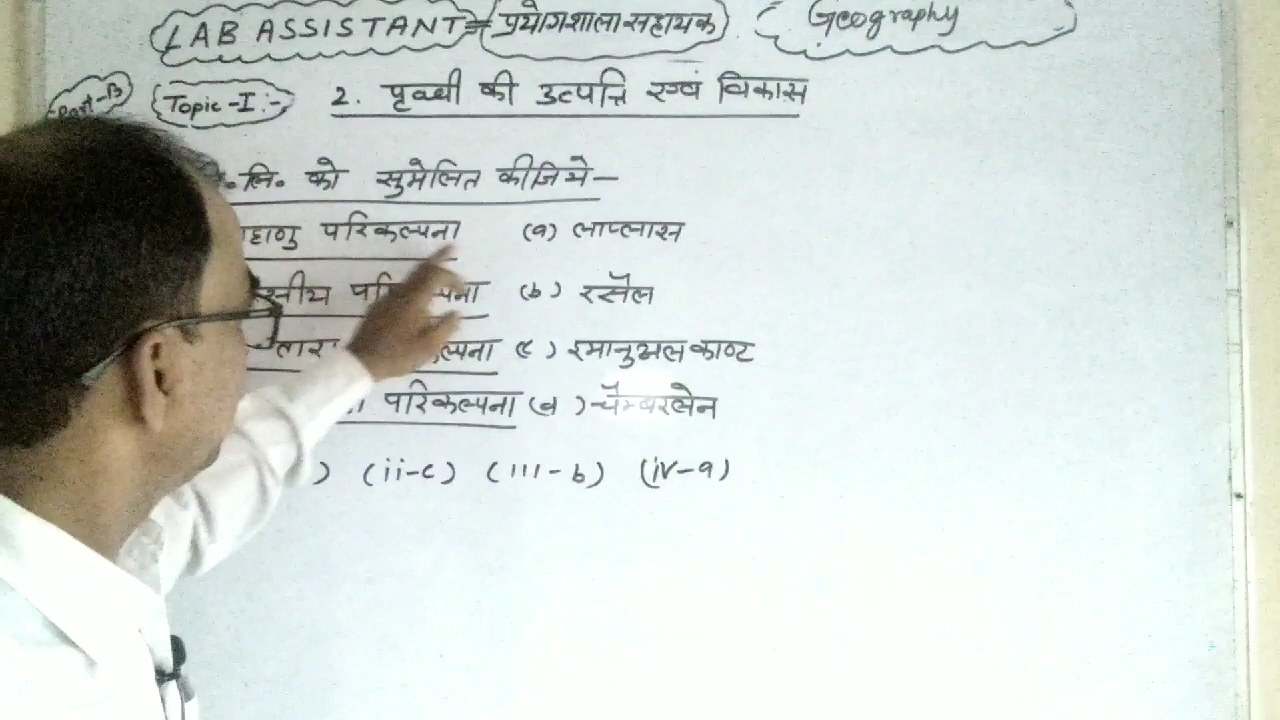 LAB ASSISTANT = प्रयोगशाला सहायक Geography
Part-B Topic-I :- 2. पृथ्वी की उत्पत्ति एवं विकास
नि. लि. को सुमेलित कीजिये—
परिकल्पना (a) लाप्लास
(b) रसैल
(c) इमानुअल काण्ट
परिकल्पना (d) चैम्बरलेन
(ii-c) (iii-b) (iv-a)